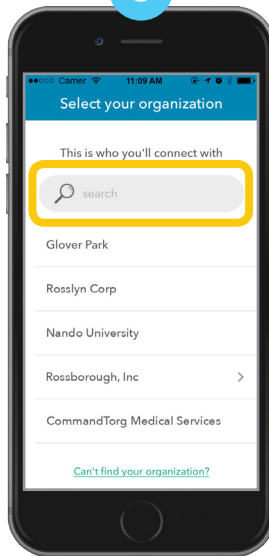 Carrier 11:09 AM
Select your organization
This is who you'll connect with
search
Glover Park
Rosslyn Corp
Nando University
Rossborough, Inc
CommandTorg Medical Services
Can't find your organization?